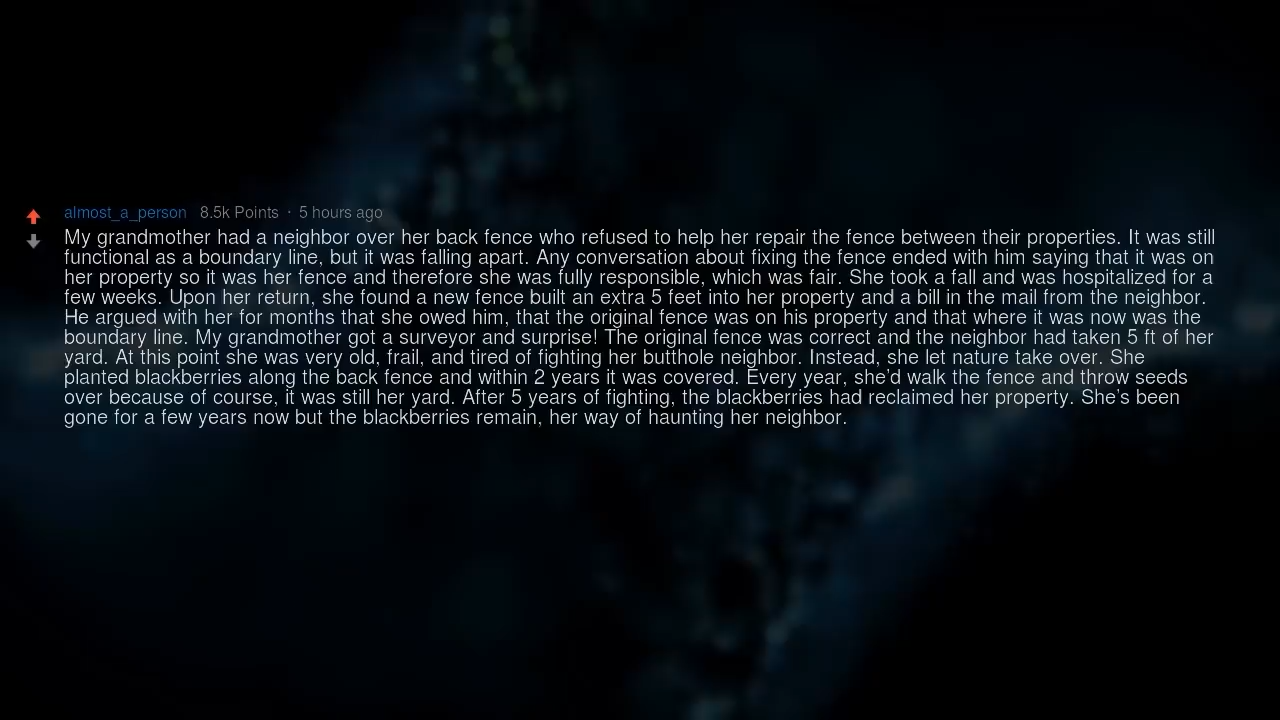 almost_a_person 8.5k Points · 5 hours ago
My grandmother had a neighbor over her back fence who refused to help her repair the fence between their properties. It was still
functional as a boundary line, but it was falling apart. Any conversation about fixing the fence ended with him saying that it was on
her property so it was her fence and therefore she was fully responsible, which was fair. She took a fall and was hospitalized for a
few weeks. Upon her return, she found a new fence built an extra 5 feet into her property and a bill in the mail from the neighbor.
He argued with her for months that she owed him, that the original fence was on his property and that where it was now was the
boundary line. My grandmother got a surveyor and surprise! The original fence was correct and the neighbor had taken 5 ft of her
yard. At this point she was very old, frail, and tired of fighting her butthole neighbor. Instead, she let nature take over. She
planted blackberries along the back fence and within 2 years it was covered. Every year, she'd walk the fence and throw seeds
over because of course, it was still her yard. After 5 years of fighting, the blackberries had reclaimed her property. She's been
gone for a few years now but the blackberries remain, her way of haunting her neighbor.